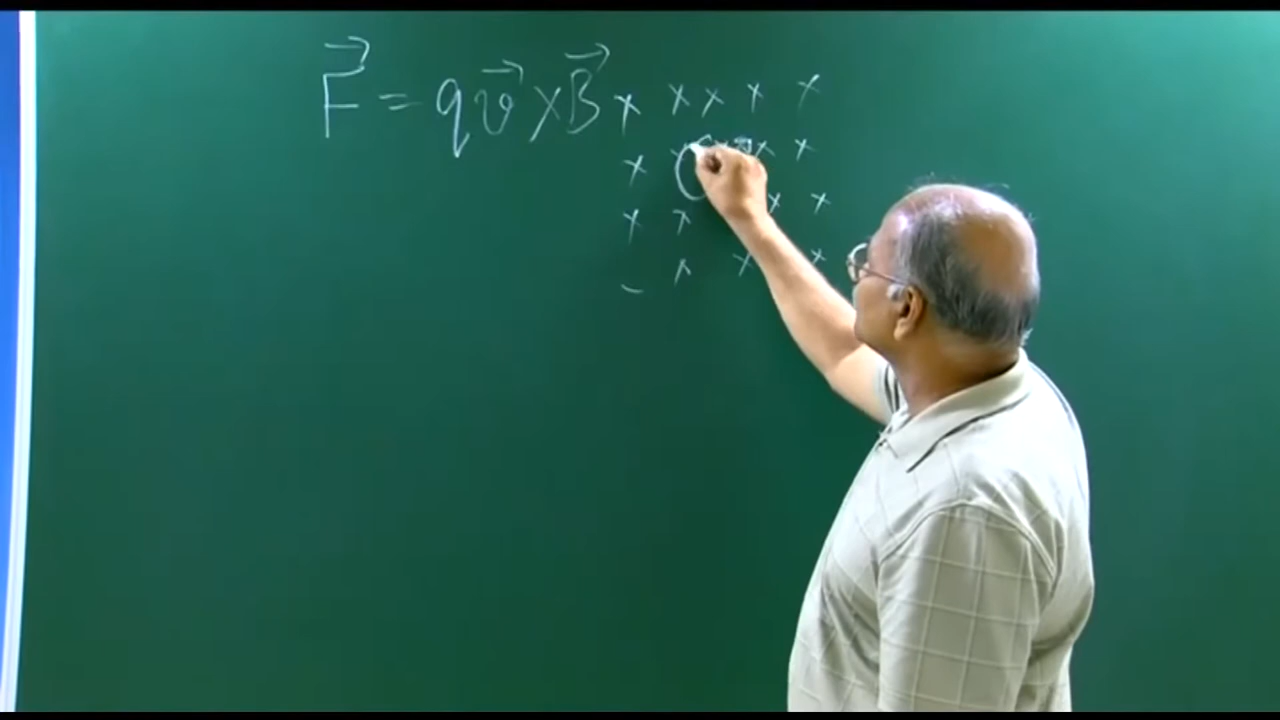 F⃗ = qv⃗ × B⃗
× × × × ×
× × × × ×
× × × ×
× × ×